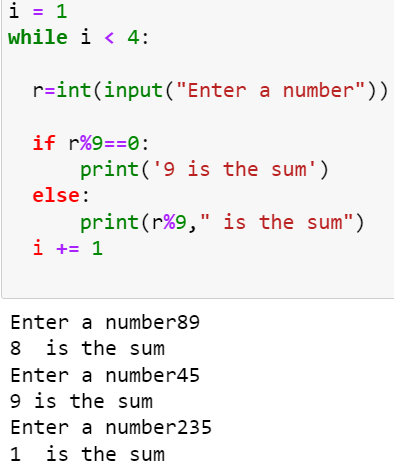 i = 1
while i < 4:
  r=int(input("Enter a number"))
  if r%9==0:
      print('9 is the sum')
  else:
      print(r%9," is the sum")
  i += 1
Enter a number89
8  is the sum
Enter a number45
9 is the sum
Enter a number235
1  is the sum